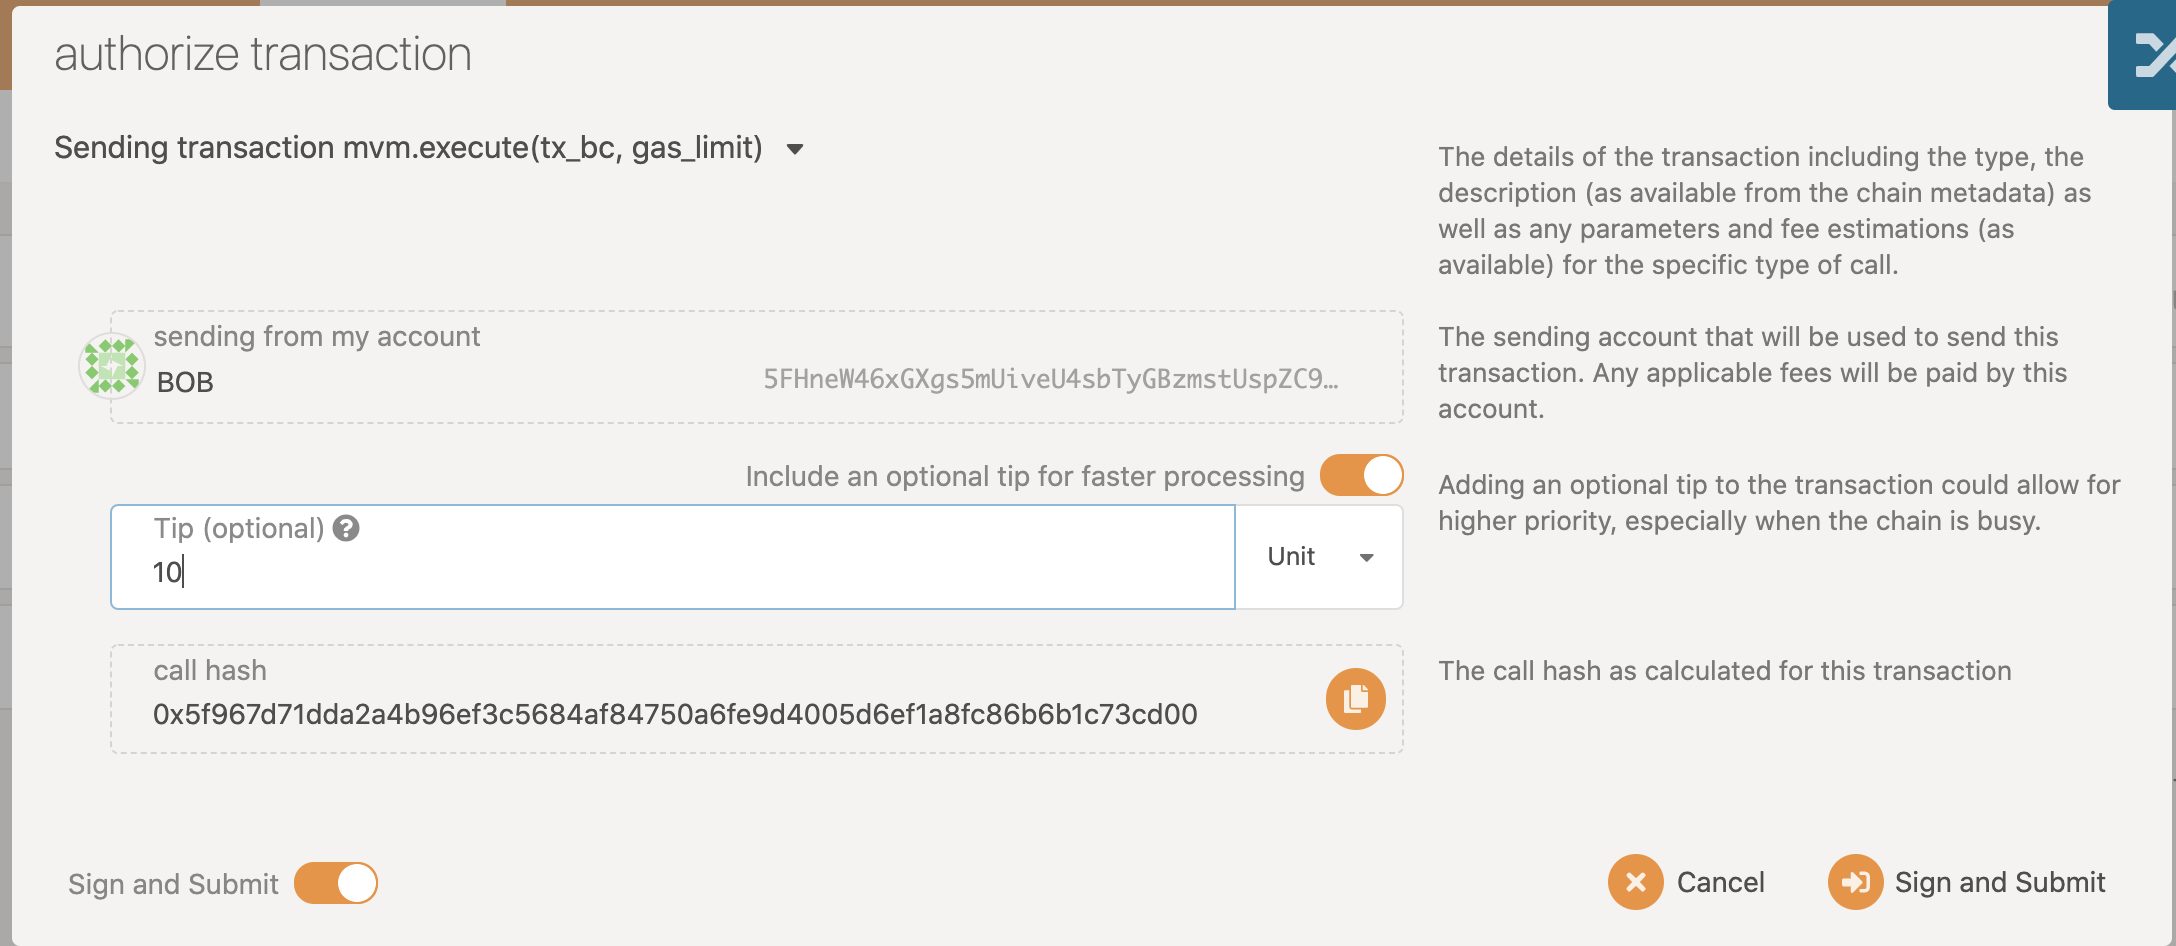 authorize transaction
Sending transaction mvm.execute(tx_bc, gas_limit)
The details of the transaction including the type, the
description (as available from the chain metadata) as
well as any parameters and fee estimations (as
available) for the specific type of call.
sending from my account
BOB
5FHneW46xGXgs5mUiveU4sbTyGBzmstUspZC9…
The sending account that will be used to send this
transaction. Any applicable fees will be paid by this
account.
Include an optional tip for faster processing
Tip (optional)
10
Unit
Adding an optional tip to the transaction could allow for
higher priority, especially when the chain is busy.
call hash
0x5f967d71dda2a4b96ef3c5684af84750a6fe9d4005d6ef1a8fc86b6b1c73cd00
The call hash as calculated for this transaction
Sign and Submit
Cancel
Sign and Submit